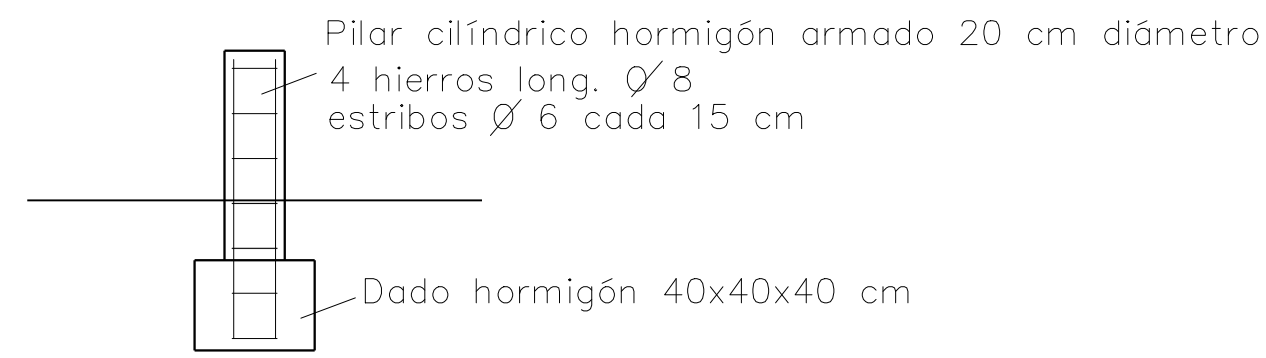 Pilar cilíndrico hormigón armado 20 cm diámetro
4 hierros long. Ø 8
estribos Ø 6 cada 15 cm
Dado hormigón 40x40x40 cm